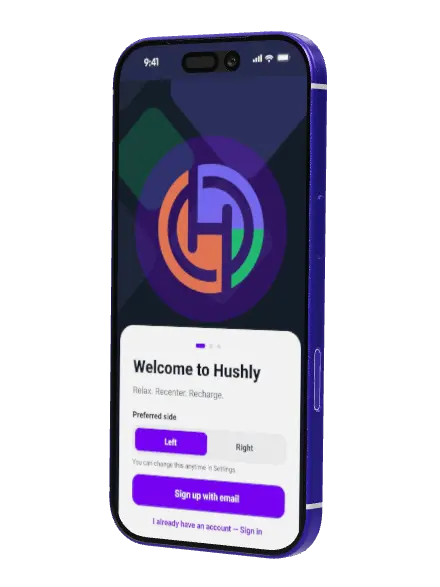 9:41
Welcome to Hushly
Relax. Recenter. Recharge.
Preferred side
Left
Right
You can change this anytime in Settings.
Sign up with email
I already have an account — Sign in